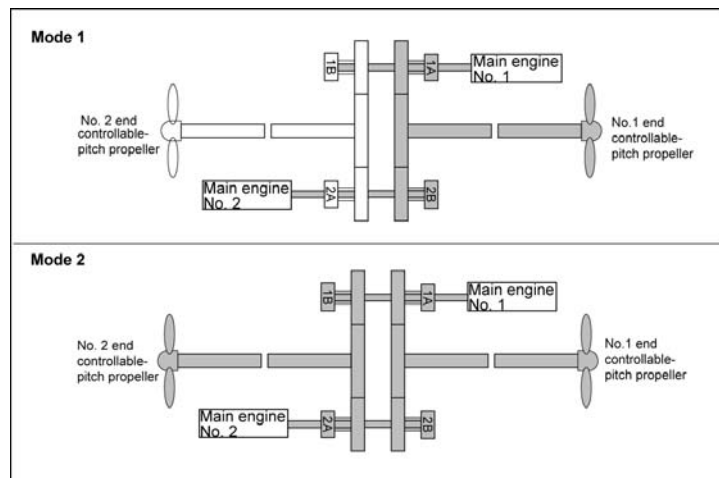 Mode 1
1B
1A
Main engine
No. 1
No. 2 end
controllable-
pitch propeller
No.1 end
controllable-
pitch propeller
Main engine
No. 2
2A
2B
Mode 2
1B
1A
Main engine
No. 1
No. 2 end
controllable-
pitch propeller
No.1 end
controllable-
pitch propeller
Main engine
No. 2
2A
2B